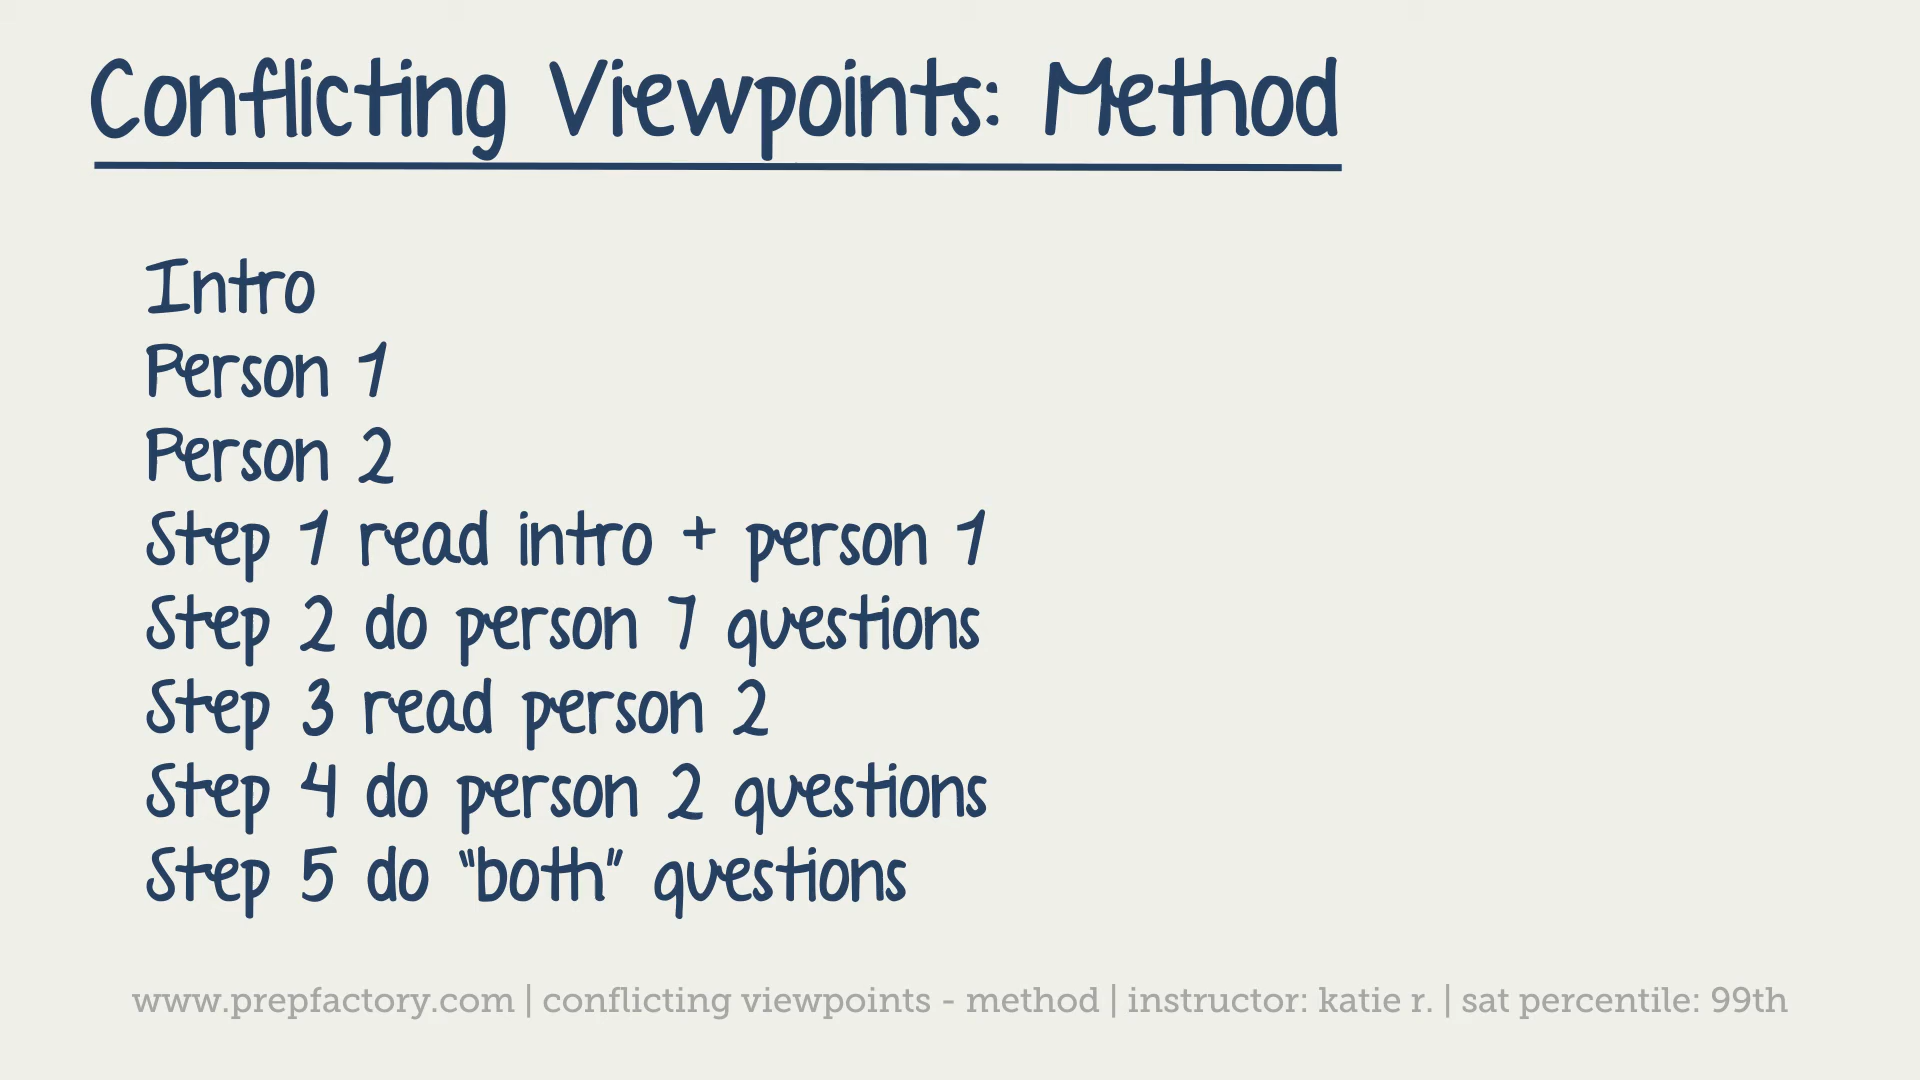 Conflicting Viewpoints: Method
Intro
Person 1
Person 2
Step 1 read intro + person 1
Step 2 do person 7 questions
Step 3 read person 2
Step 4 do person 2 questions
Step 5 do "both" questions
www.prepfactory.com | conflicting viewpoints - method | instructor: katie r. | sat percentile: 99th